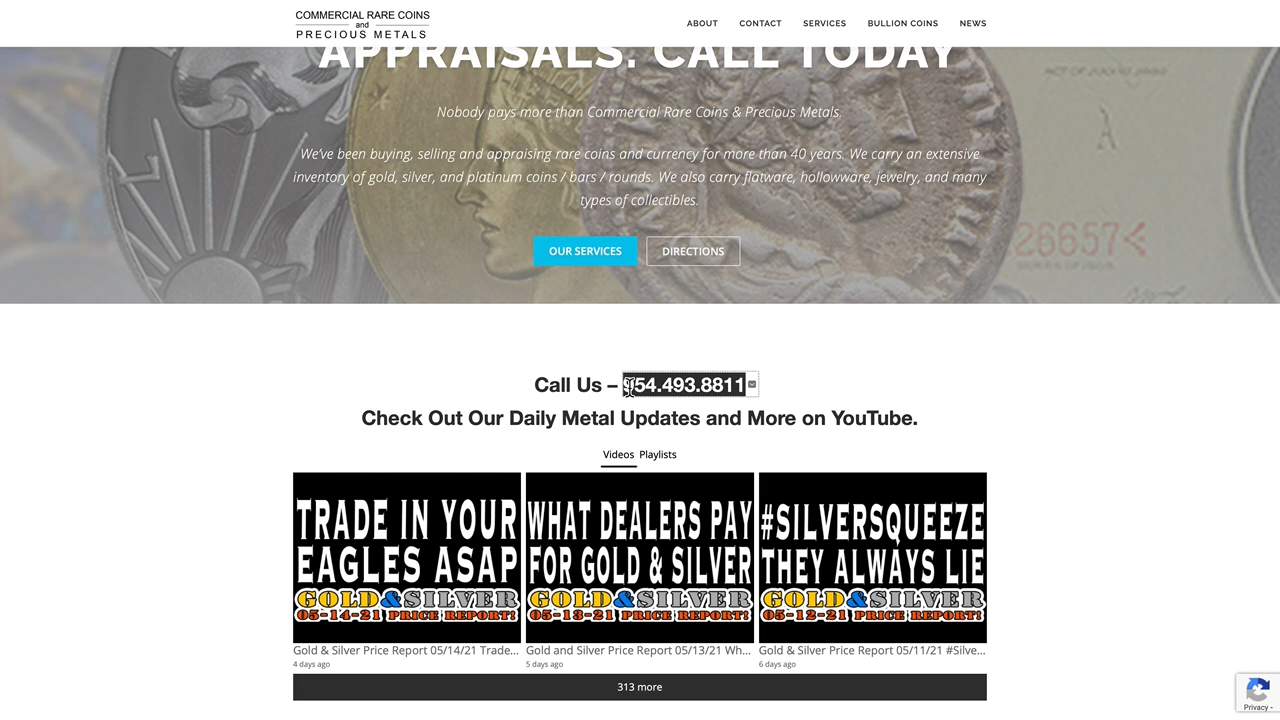 COMMERCIAL RARE COINS
and
PRECIOUS METALS
ABOUT CONTACT SERVICES BULLION COINS NEWS
APPRAISALS. CALL TODAY
Nobody pays more than Commercial Rare Coins & Precious Metals.
We've been buying, selling and appraising rare coins and currency for more than 40 years. We carry an extensive
inventory of gold, silver, and platinum coins / bars / rounds. We also carry flatware, hollowware, jewelry, and many
types of collectibles.
OUR SERVICES DIRECTIONS
26657
Call Us – 954.493.8811
Check Out Our Daily Metal Updates and More on YouTube.
Videos Playlists
TRADE IN YOUR
EAGLES ASAP
GOLD&SILVER
05-14-21 PRICE REPORT!
WHAT DEALERS PAY
FOR GOLD & SILVER
GOLD&SILVER
05-13-21 PRICE REPORT!
#SILVERSQUEEZE
THEY ALWAYS LIE
GOLD&SILVER
05-12-21 PRICE REPORT!
Gold & Silver Price Report 05/14/21 Trade...
4 days ago
Gold and Silver Price Report 05/13/21 Wh...
5 days ago
Gold & Silver Price Report 05/11/21 #Silve...
6 days ago
313 more
Privacy -